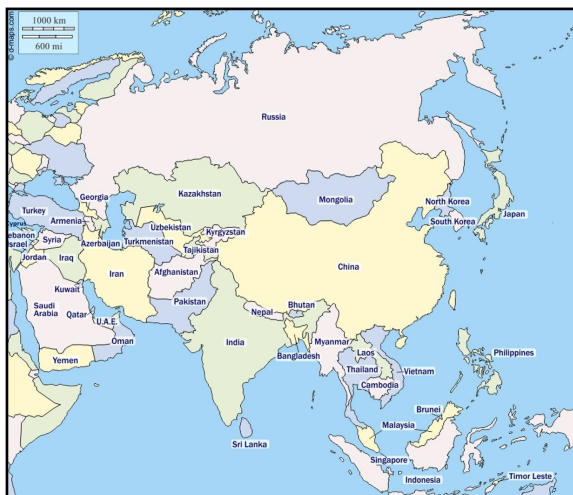 1000 km
600 mi
© d-maps.com
Russia
Kazakhstan
Mongolia
Georgia
Turkey
Armenia
Cyprus
Lebanon
Israel
Syria
Jordan
Iraq
Azerbaijan
Uzbekistan
Turkmenistan
Kyrgyzstan
Tajikistan
North Korea
South Korea
Japan
China
Iran
Afghanistan
Kuwait
Pakistan
Saudi
Arabia
Qatar
U.A.E.
Oman
Yemen
Nepal
Bhutan
India
Bangladesh
Myanmar
Laos
Thailand
Vietnam
Cambodia
Philippines
Sri Lanka
Brunei
Malaysia
Singapore
Indonesia
Timor Leste